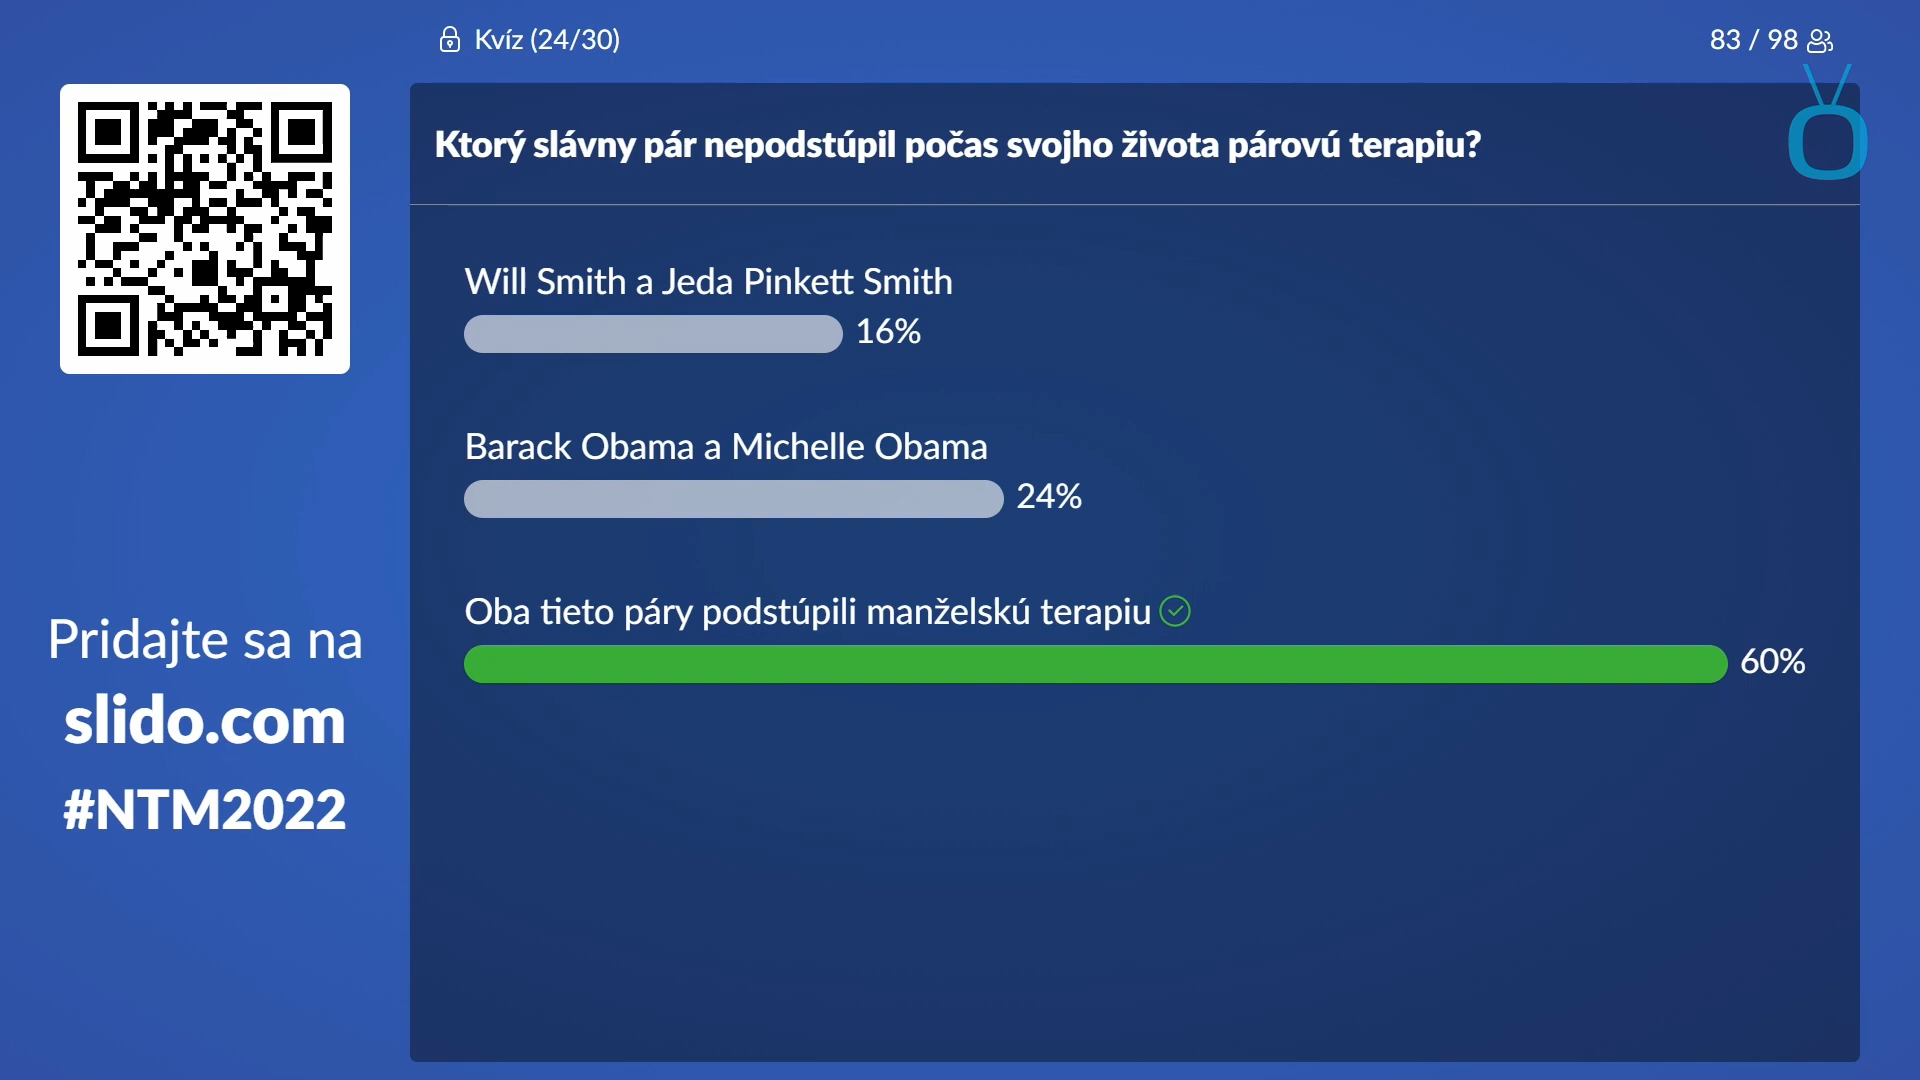 Kvíz (24/30)
83 / 98
Ktorý slávny pár nepodstúpil počas svojho života párovú terapiu?
Will Smith a Jeda Pinkett Smith
16%
Barack Obama a Michelle Obama
24%
Oba tieto páry podstúpili manželskú terapiu
60%
Pridajte sa na
slido.com
#NTM2022